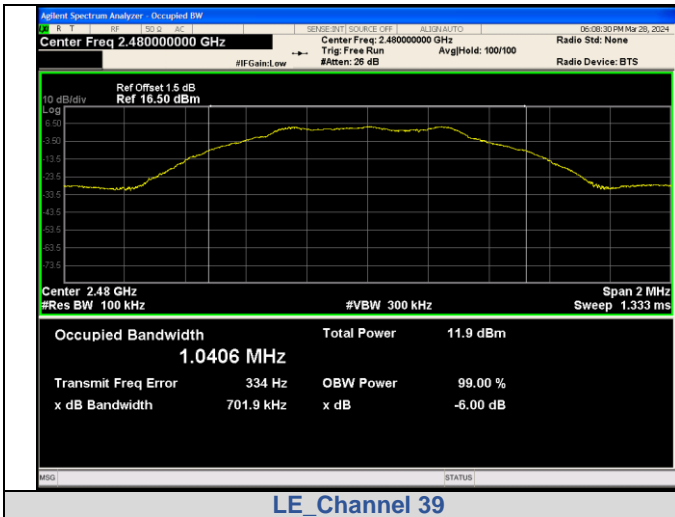 Agilent Spectrum Analyzer - Occupied BW
R T RF 50 Ω AC SENSE:INT SOURCE OFF ALIGNAUTO 06:08:30 PM Mar 28, 2024
Center Freq 2.480000000 GHz Center Freq: 2.480000000 GHz Radio Std: None
Trig: Free Run Avg|Hold: 100/100
#IFGain:Low #Atten: 26 dB Radio Device: BTS
Ref Offset 1.5 dB
10 dB/div Ref 16.50 dBm
Log
6.50
-3.50
-13.5
-23.5
-33.5
-43.5
-53.5
-63.5
-73.5
Center 2.48 GHz Span 2 MHz
#Res BW 100 kHz #VBW 300 kHz Sweep 1.333 ms
Occupied Bandwidth Total Power 11.9 dBm
1.0406 MHz
Transmit Freq Error 334 Hz OBW Power 99.00 %
x dB Bandwidth 701.9 kHz x dB -6.00 dB
MSG STATUS
LE_Channel 39